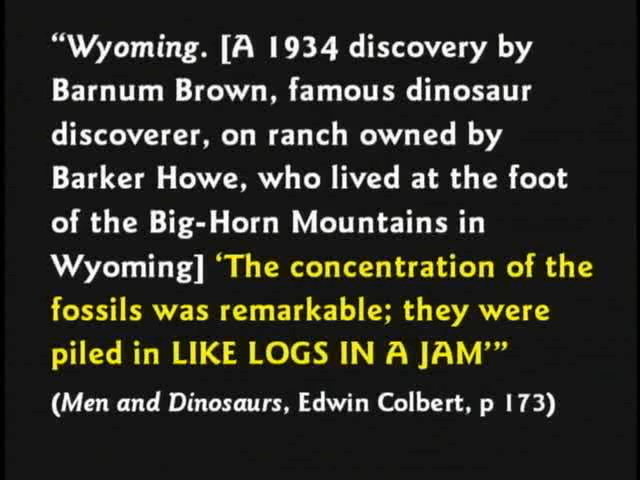 “Wyoming. [A 1934 discovery by
Barnum Brown, famous dinosaur
discoverer, on ranch owned by
Barker Howe, who lived at the foot
of the Big-Horn Mountains in
Wyoming] ‘The concentration of the
fossils was remarkable; they were
piled in LIKE LOGS IN A JAM’”
(Men and Dinosaurs, Edwin Colbert, p 173)